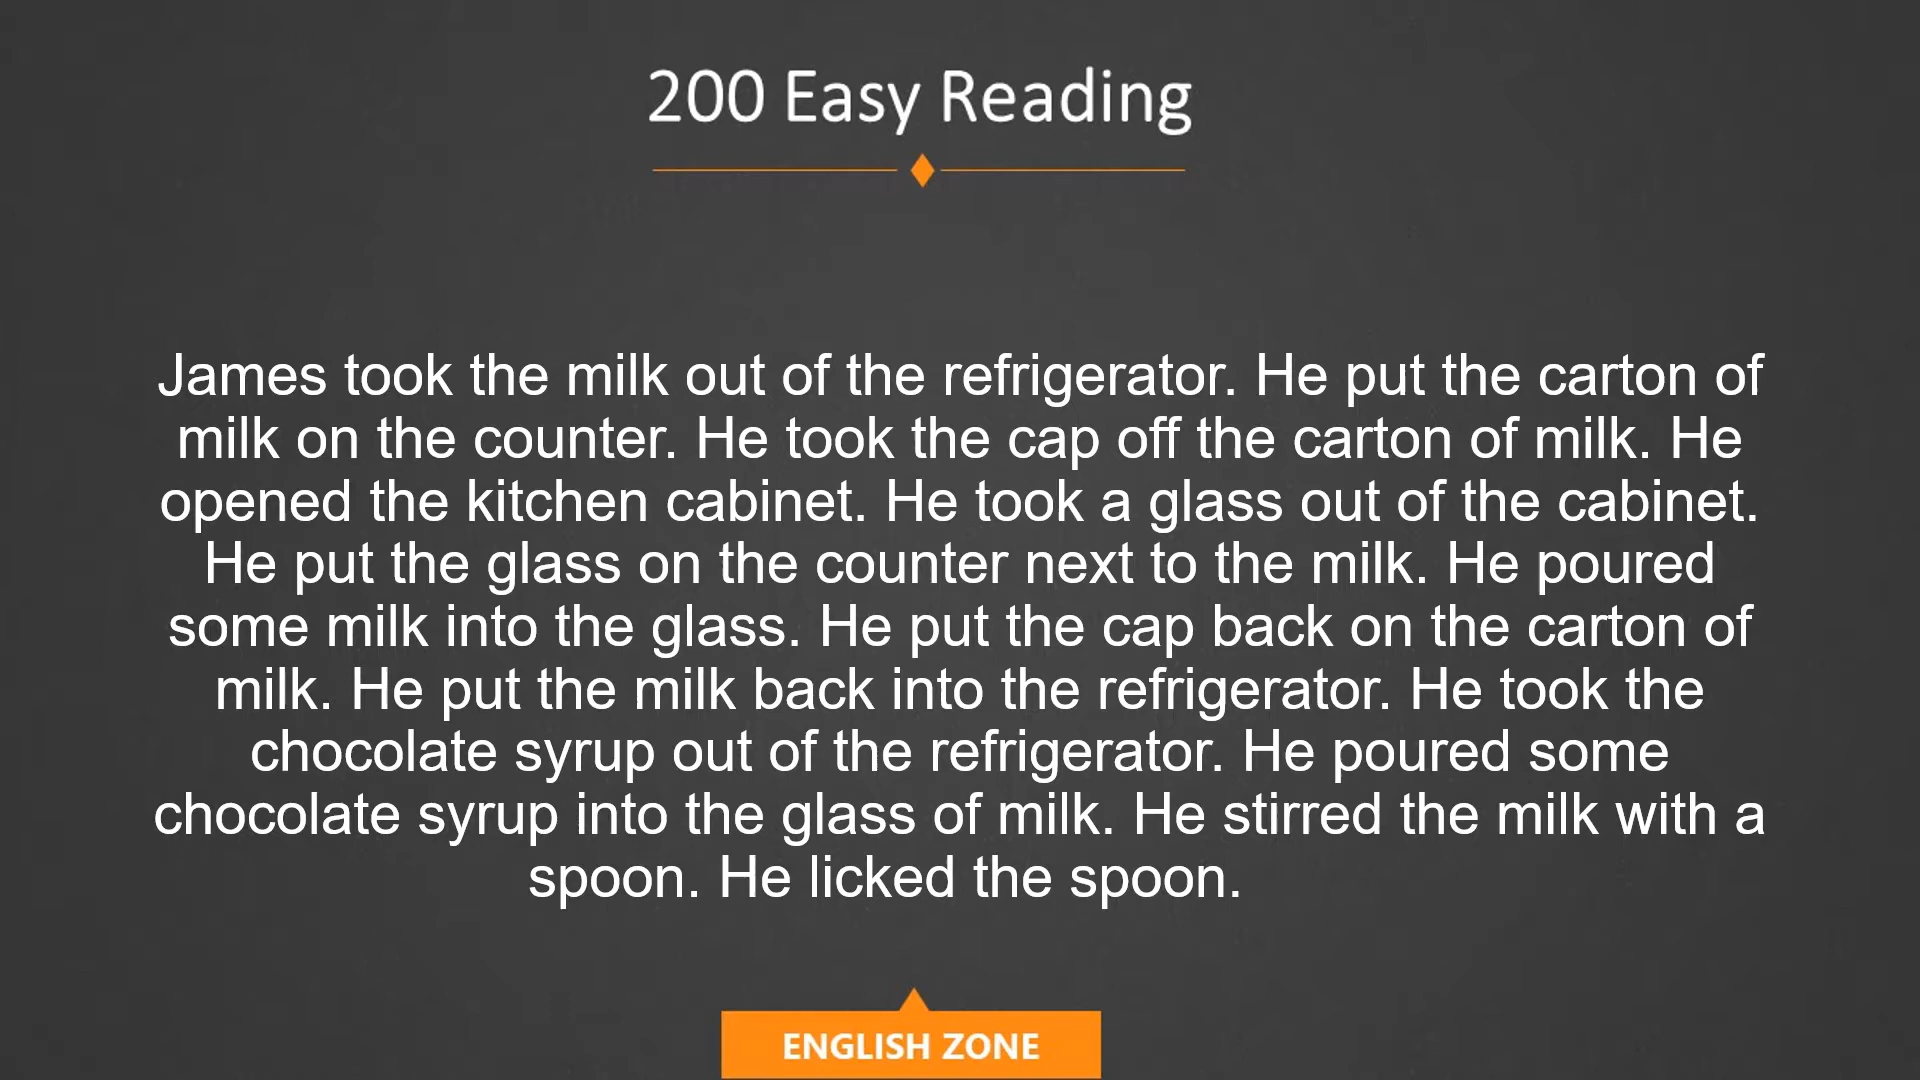 200 Easy Reading
James took the milk out of the refrigerator. He put the carton of
milk on the counter. He took the cap off the carton of milk. He
opened the kitchen cabinet. He took a glass out of the cabinet.
He put the glass on the counter next to the milk. He poured
some milk into the glass. He put the cap back on the carton of
milk. He put the milk back into the refrigerator. He took the
chocolate syrup out of the refrigerator. He poured some
chocolate syrup into the glass of milk. He stirred the milk with a
spoon. He licked the spoon.
ENGLISH ZONE